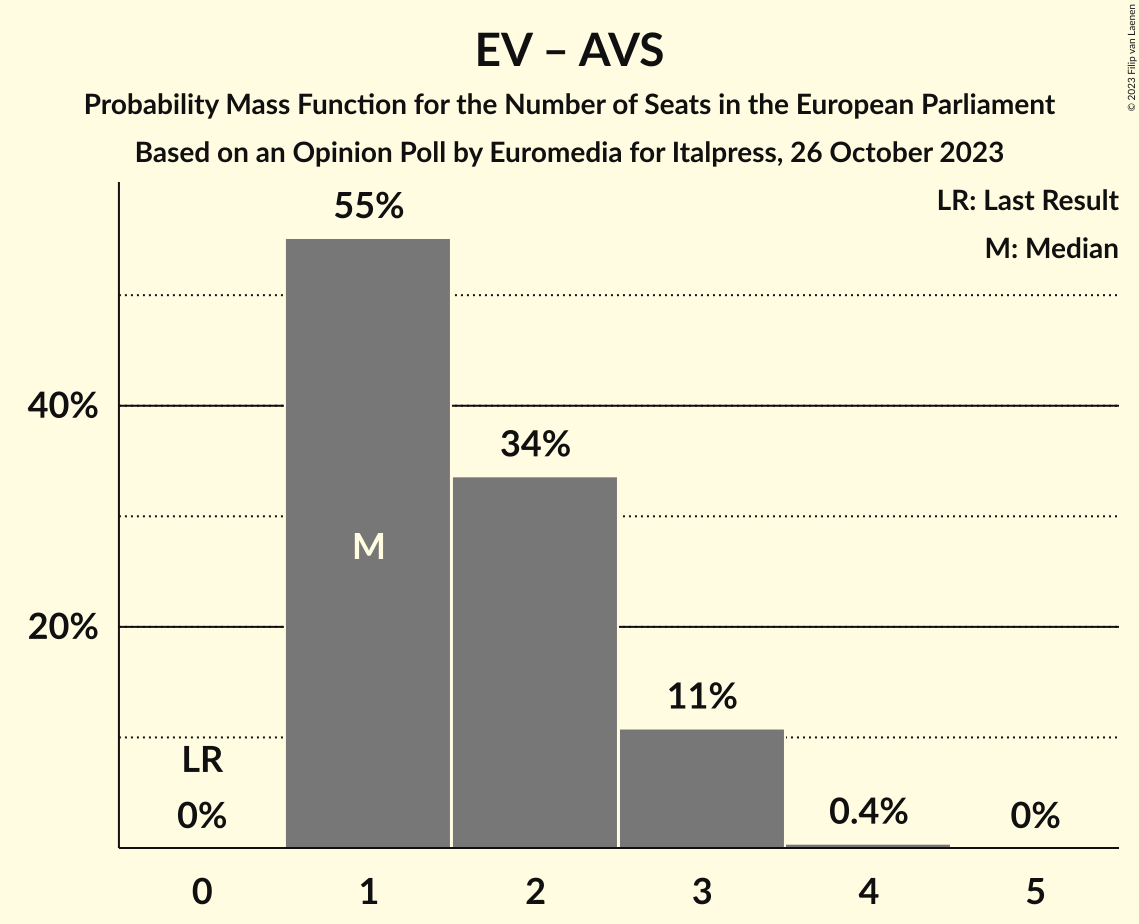 EV – AVS
Probability Mass Function for the Number of Seats in the European Parliament
Based on an Opinion Poll by Euromedia for Italpress, 26 October 2023
© 2023 Filip van Laenen
LR: Last Result
M: Median
55%
40%
34%
M
20%
11%
LR
0%
0.4%
0%
0 1 2 3 4 5